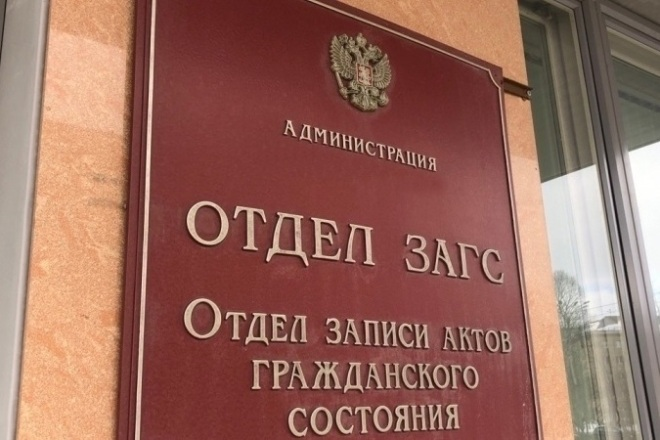 Администрация
Отдел ЗАГС
Отдел записи актов
гражданского
состояния